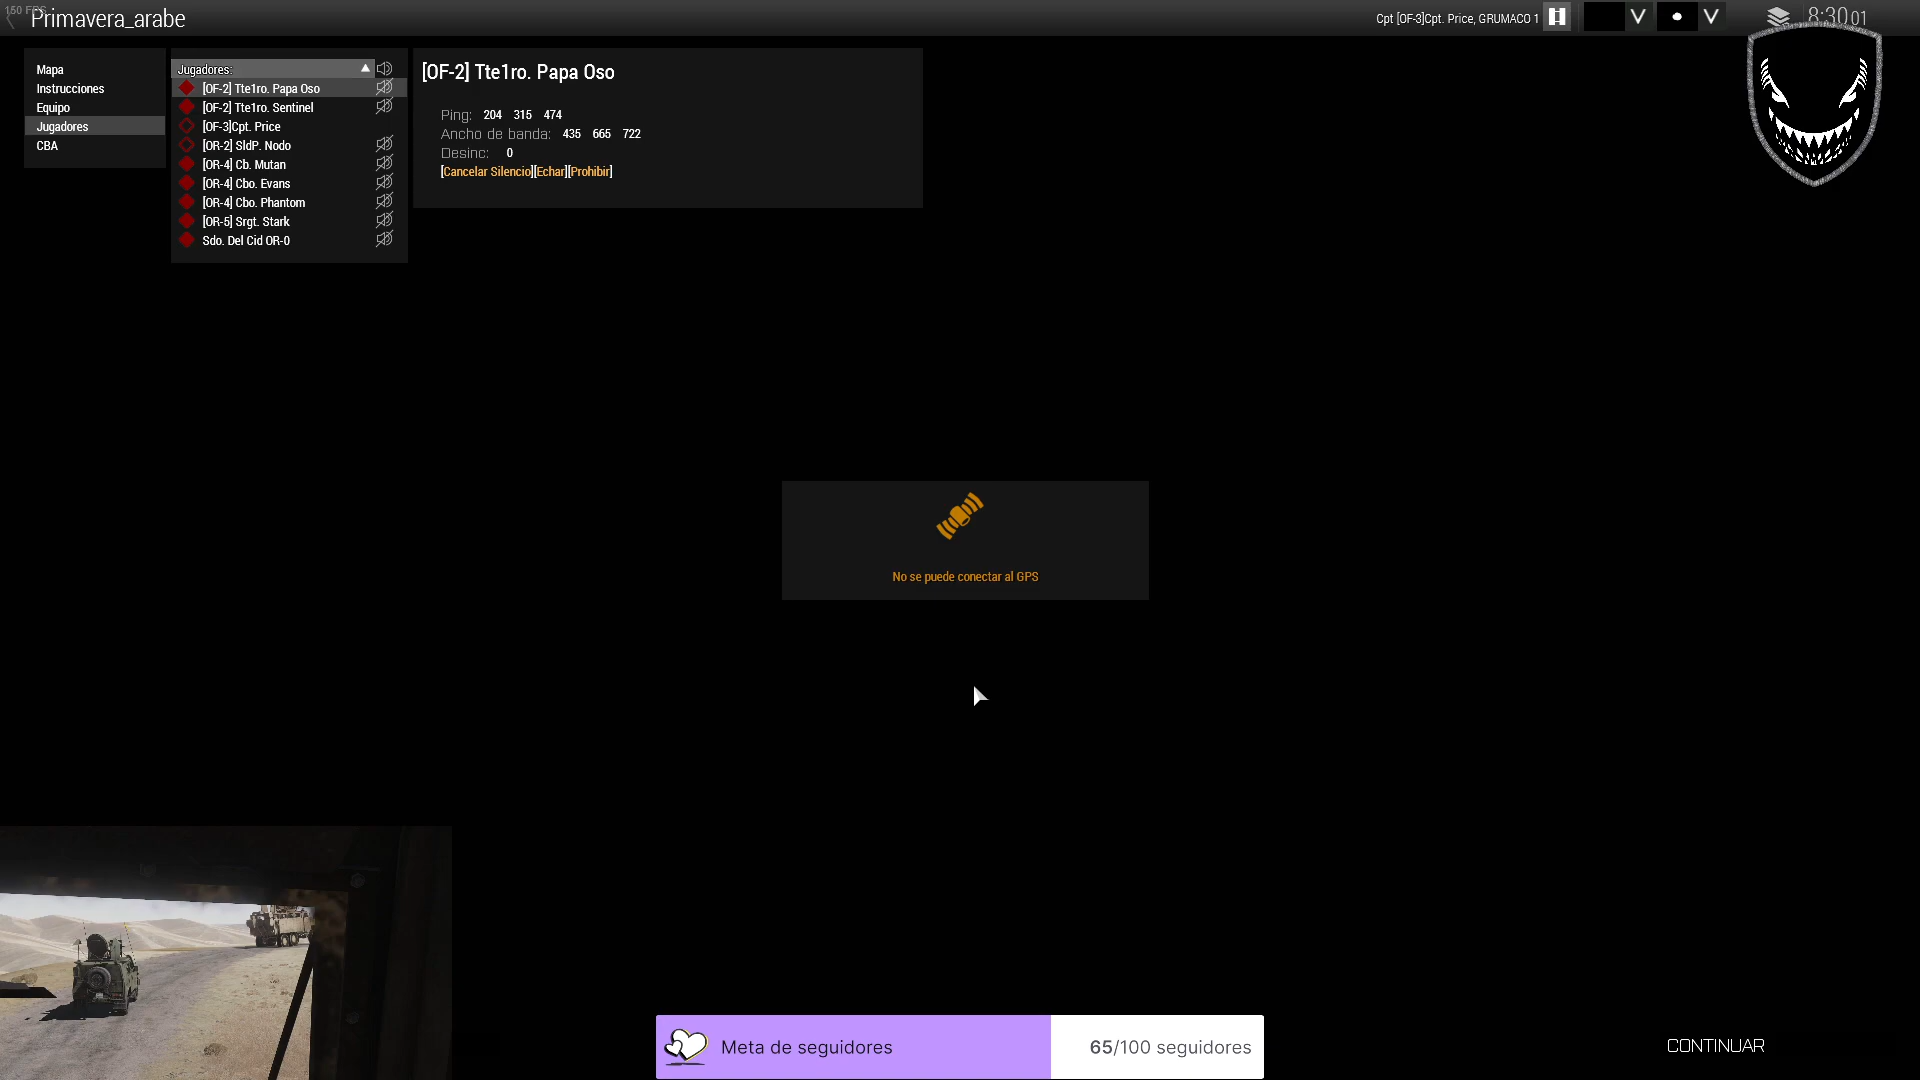 150 FPS
Primavera_arabe
Cpt [OF-3]Cpt. Price, GRUMACO 1
8:30 01
Mapa
Instrucciones
Equipo
Jugadores
CBA
Jugadores:
[OF-2] Tte1ro. Papa Oso
[OF-2] Tte1ro. Sentinel
[OF-3]Cpt. Price
[OR-2] SldP. Nodo
[OR-4] Cb. Mutan
[OR-4] Cbo. Evans
[OR-4] Cbo. Phantom
[OR-5] Srgt. Stark
Sdo. Del Cid OR-0
[OF-2] Tte1ro. Papa Oso
Ping: 204 315 474
Ancho de banda: 435 665 722
Desinc: 0
[Cancelar Silencio][Echar][Prohibir]
No se puede conectar al GPS
Meta de seguidores
65/100 seguidores
CONTINUAR